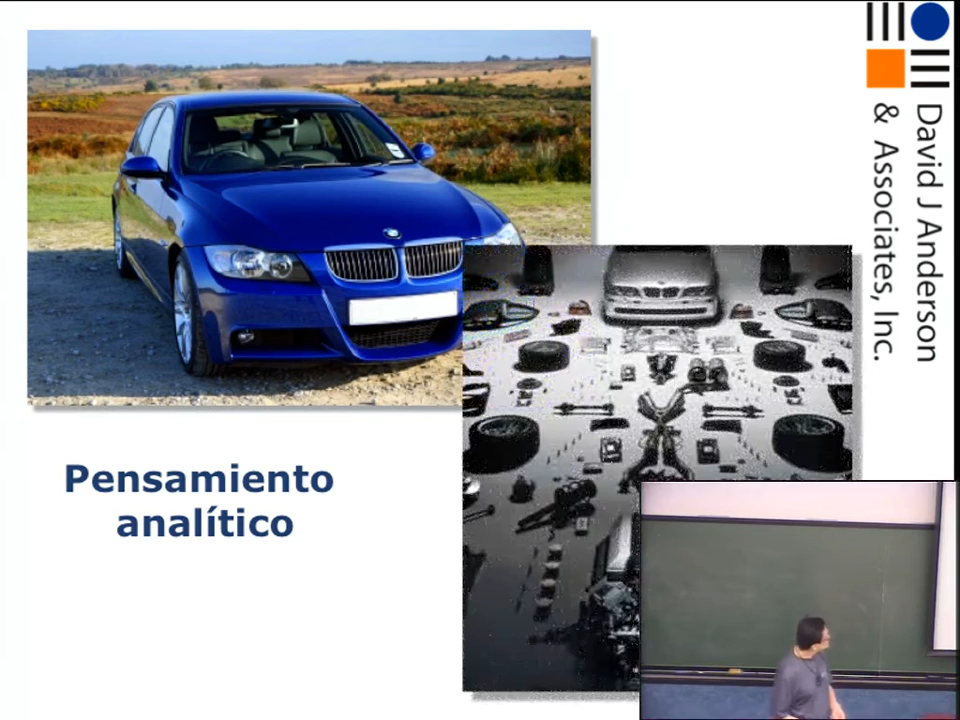 David J Anderson
& Associates, Inc.
Pensamiento
analítico